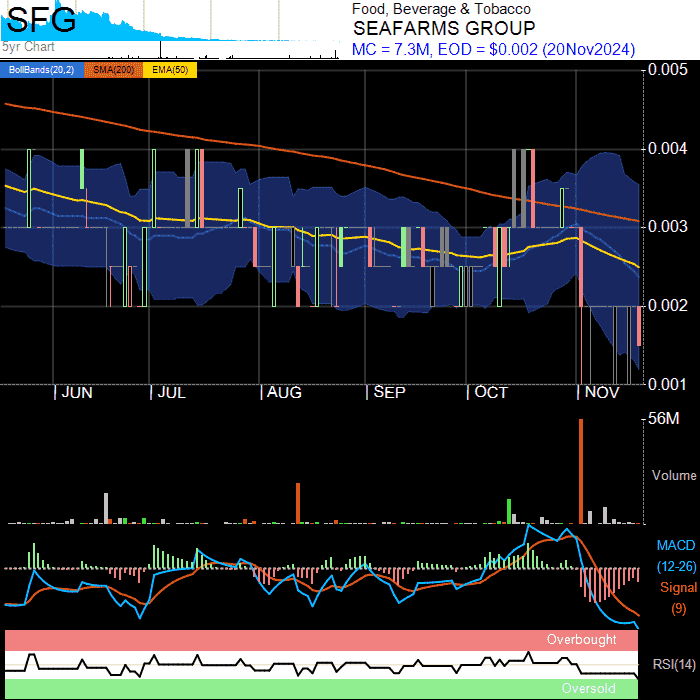 SFG
5yr Chart
Food, Beverage & Tobacco
SEAFARMS GROUP
MC = 7.3M, EOD = $0.002 (20Nov2024)
BollBands(20,2) SMA(200) EMA(50)
0.005
0.004
0.003
0.002
0.001
JUN JUL AUG SEP OCT NOV
56M
Volume
MACD
(12-26)
Signal
(9)
Overbought
RSI(14)
Oversold